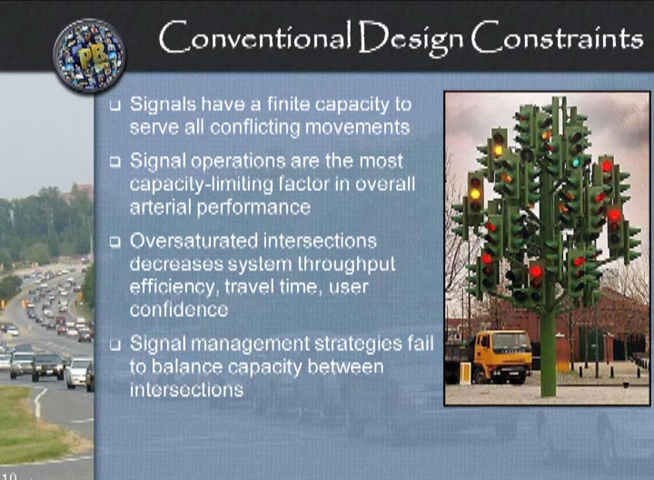 Conventional Design Constraints
PB
Signals have a finite capacity to
serve all conflicting movements
Signal operations are the most
capacity-limiting factor in overall
arterial performance
Oversaturated intersections
decreases system throughput
efficiency, travel time, user
confidence
Signal management strategies fail
to balance capacity between
intersections
10